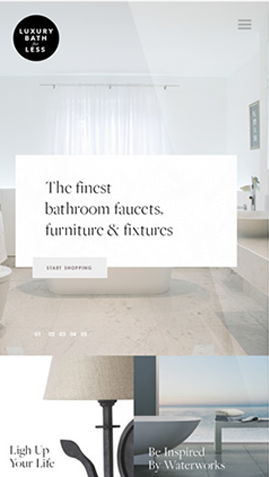 LUXURY
BATH
for
LESS
The finest
bathroom faucets,
furniture & fixtures
START SHOPPING
01 02 03 04 05
Ligh Up
Your Life
Be Inspired
By Waterworks